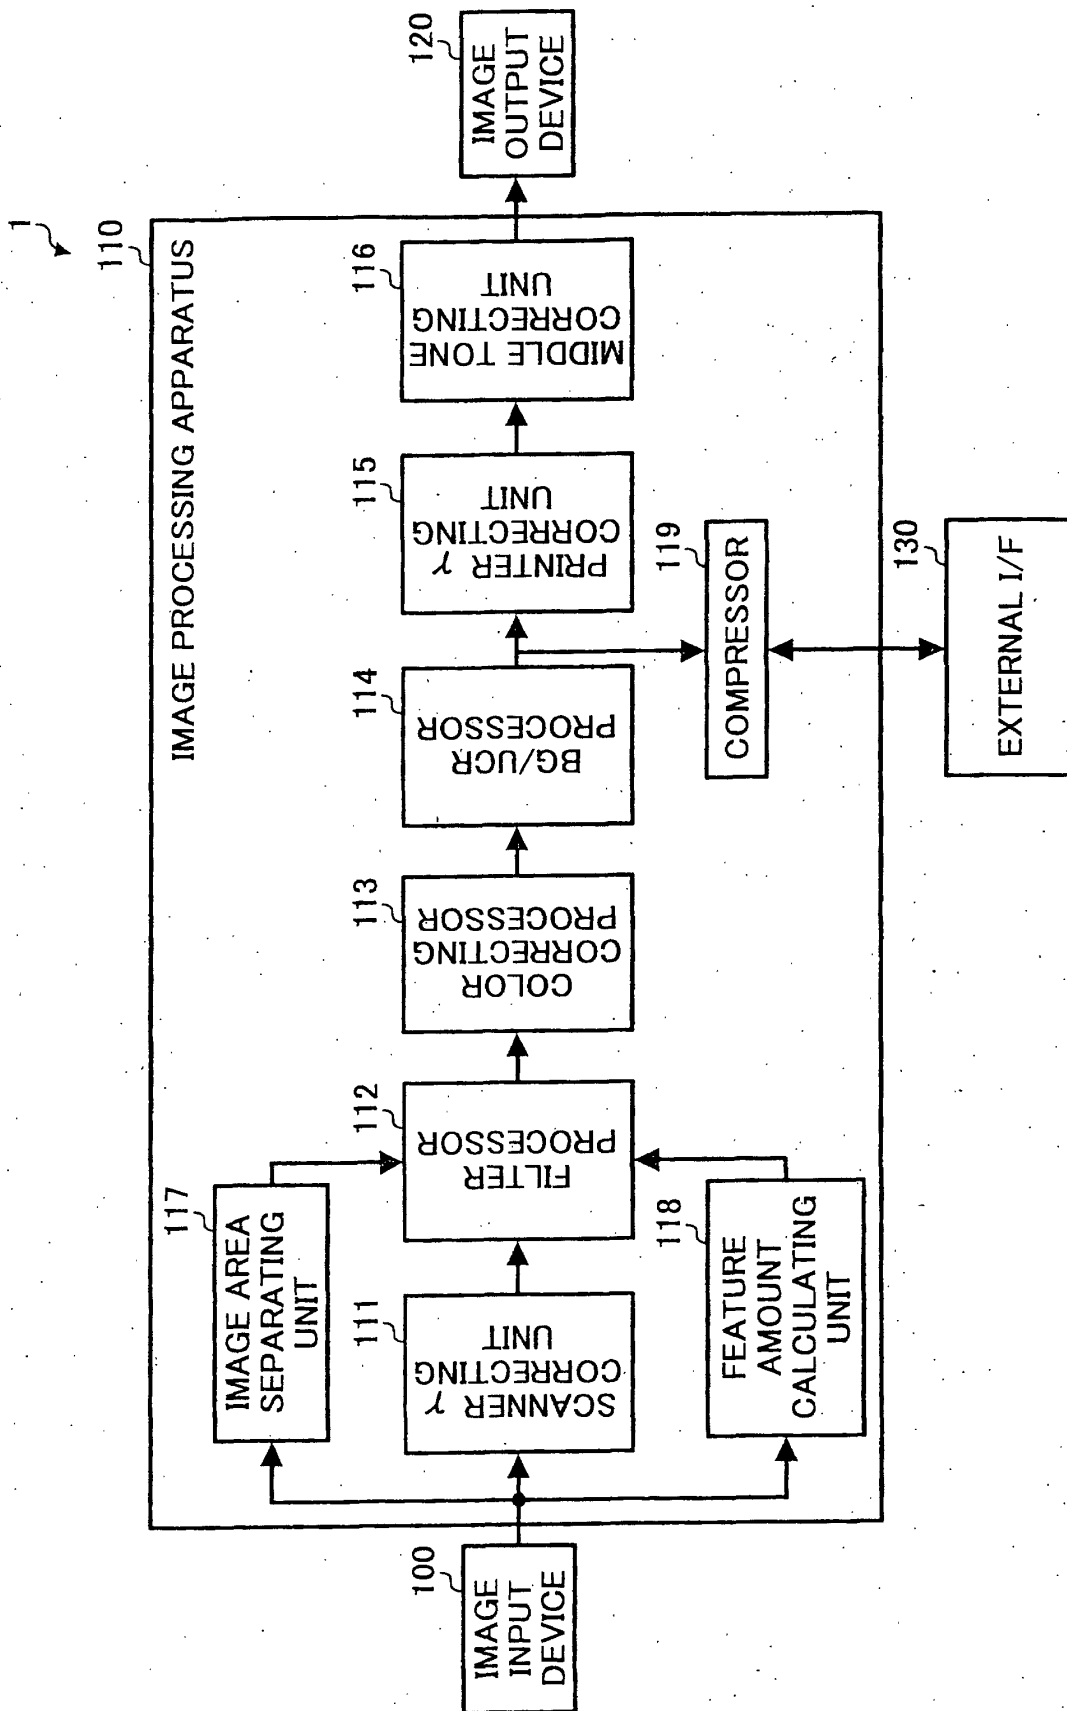 1
110
IMAGE PROCESSING APPARATUS
100
IMAGE
INPUT
DEVICE
117
IMAGE AREA
SEPARATING
UNIT
111
SCANNER γ
CORRECTING
UNIT
118
FEATURE
AMOUNT
CALCULATING
UNIT
112
FILTER
PROCESSOR
113
COLOR
CORRECTING
PROCESSOR
114
BG/UCR
PROCESSOR
115
PRINTER γ
CORRECTING
UNIT
116
MIDDLE TONE
CORRECTING
UNIT
119
COMPRESSOR
120
IMAGE
OUTPUT
DEVICE
130
EXTERNAL I/F